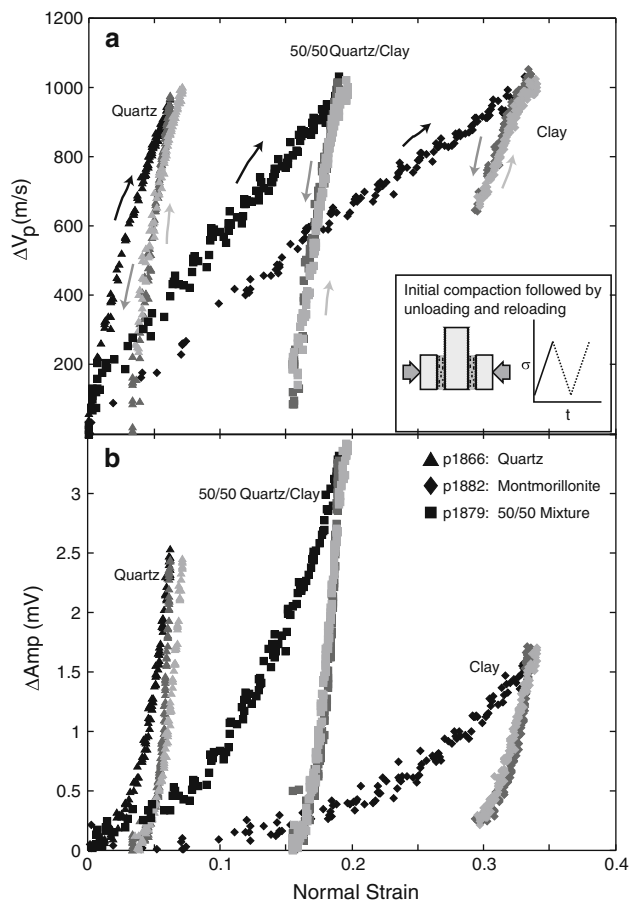 a
1200
1000
800
600
400
200
ΔVp(m/s)
Quartz
50/50 Quartz/Clay
Clay
Initial compaction followed by
unloading and reloading
σ
t
b
3
2.5
2
1.5
1
0.5
0
ΔAmp (mV)
Quartz
50/50 Quartz/Clay
Clay
p1866: Quartz
p1882: Montmorillonite
p1879: 50/50 Mixture
0
0.1
0.2
0.3
0.4
Normal Strain